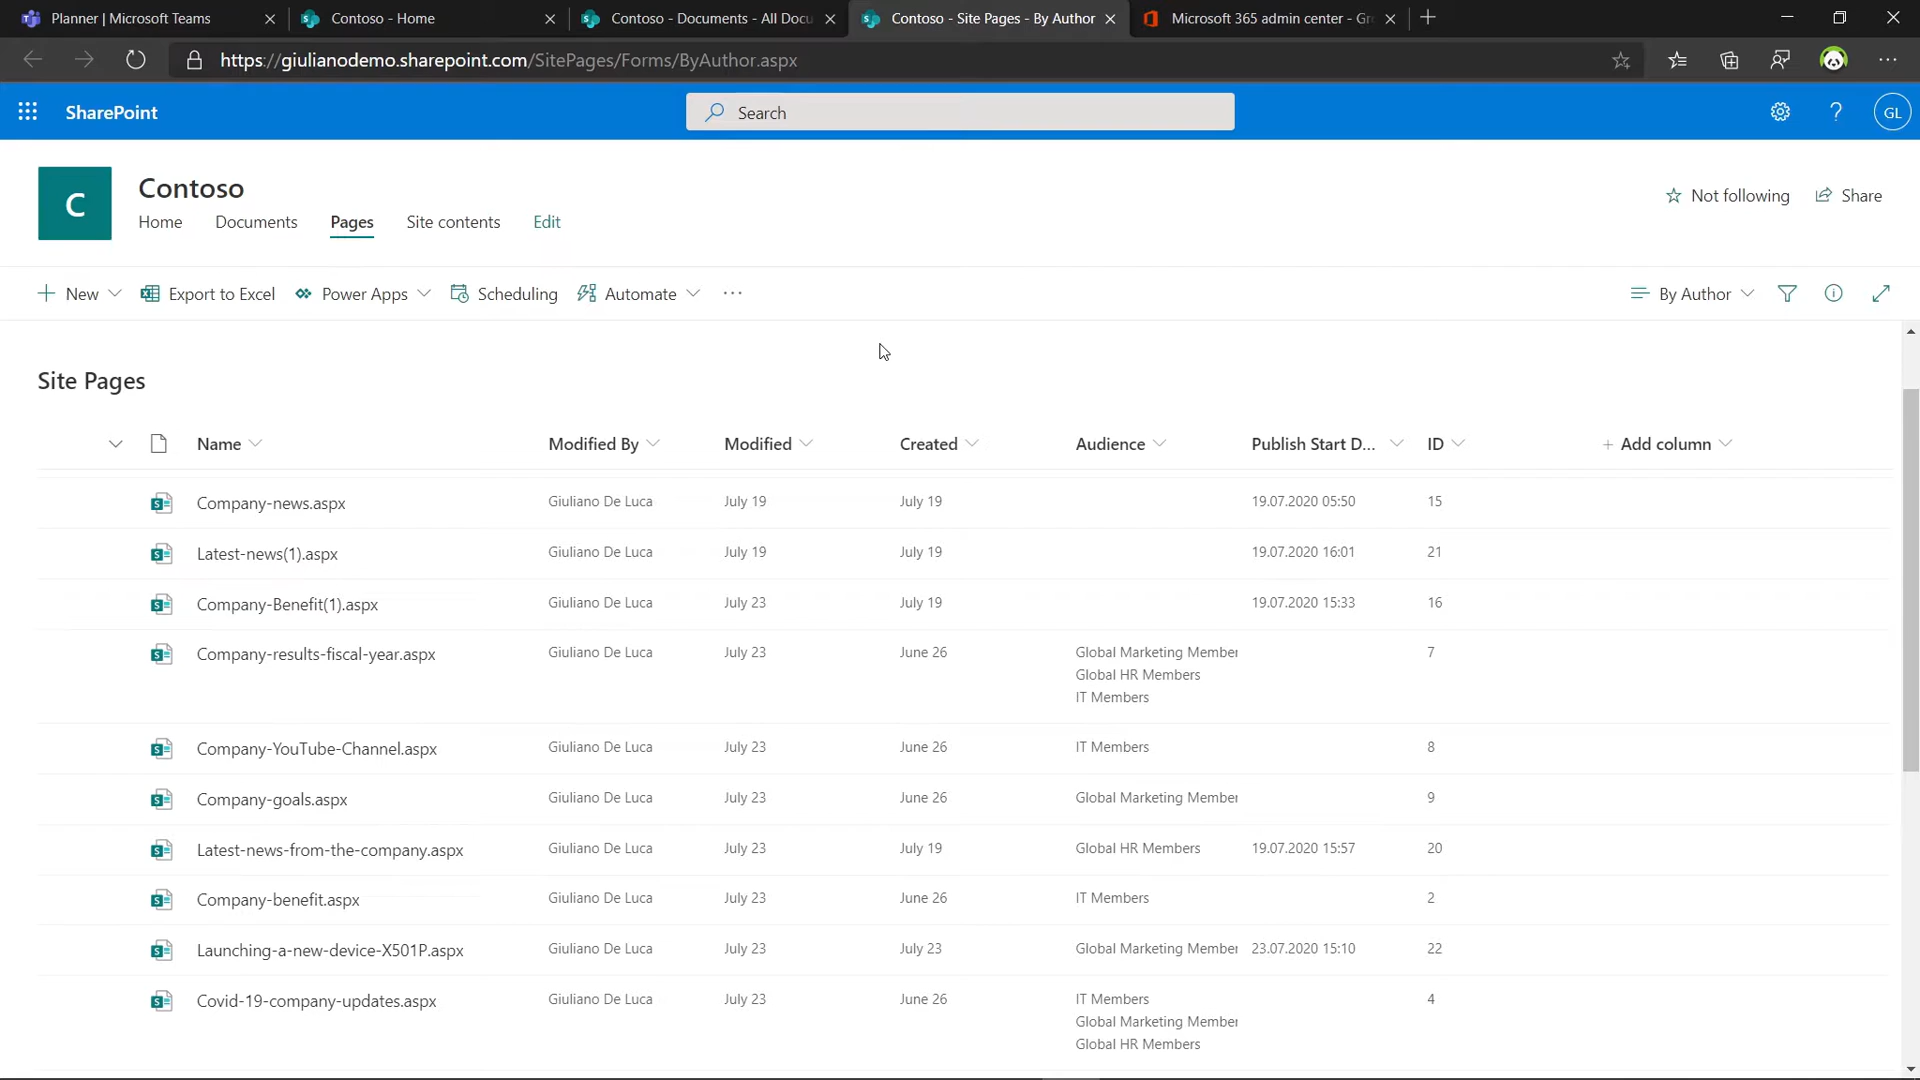 Planner | Microsoft Teams
Contoso - Home
Contoso - Documents - All Docu
Contoso - Site Pages - By Author
Microsoft 365 admin center - Gr
https://giulianodemo.sharepoint.com/SitePages/Forms/ByAuthor.aspx
SharePoint
Search
?
GL
C
Contoso
Home Documents Pages Site contents Edit
Not following
Share
New
Export to Excel
Power Apps
Scheduling
Automate
By Author
Site Pages
Name Modified By Modified Created Audience Publish Start D... ID + Add column
Company-news.aspx Giuliano De Luca July 19 July 19 19.07.2020 05:50 15
Latest-news(1).aspx Giuliano De Luca July 19 July 19 19.07.2020 16:01 21
Company-Benefit(1).aspx Giuliano De Luca July 23 July 19 19.07.2020 15:33 16
Company-results-fiscal-year.aspx Giuliano De Luca July 23 June 26 Global Marketing Member 7
Global HR Members
IT Members
Company-YouTube-Channel.aspx Giuliano De Luca July 23 June 26 IT Members 8
Company-goals.aspx Giuliano De Luca July 23 June 26 Global Marketing Member 9
Latest-news-from-the-company.aspx Giuliano De Luca July 23 July 19 Global HR Members 19.07.2020 15:57 20
Company-benefit.aspx Giuliano De Luca July 23 June 26 IT Members 2
Launching-a-new-device-X501P.aspx Giuliano De Luca July 23 July 23 Global Marketing Member 23.07.2020 15:10 22
Covid-19-company-updates.aspx Giuliano De Luca July 23 June 26 IT Members 4
Global Marketing Member
Global HR Members